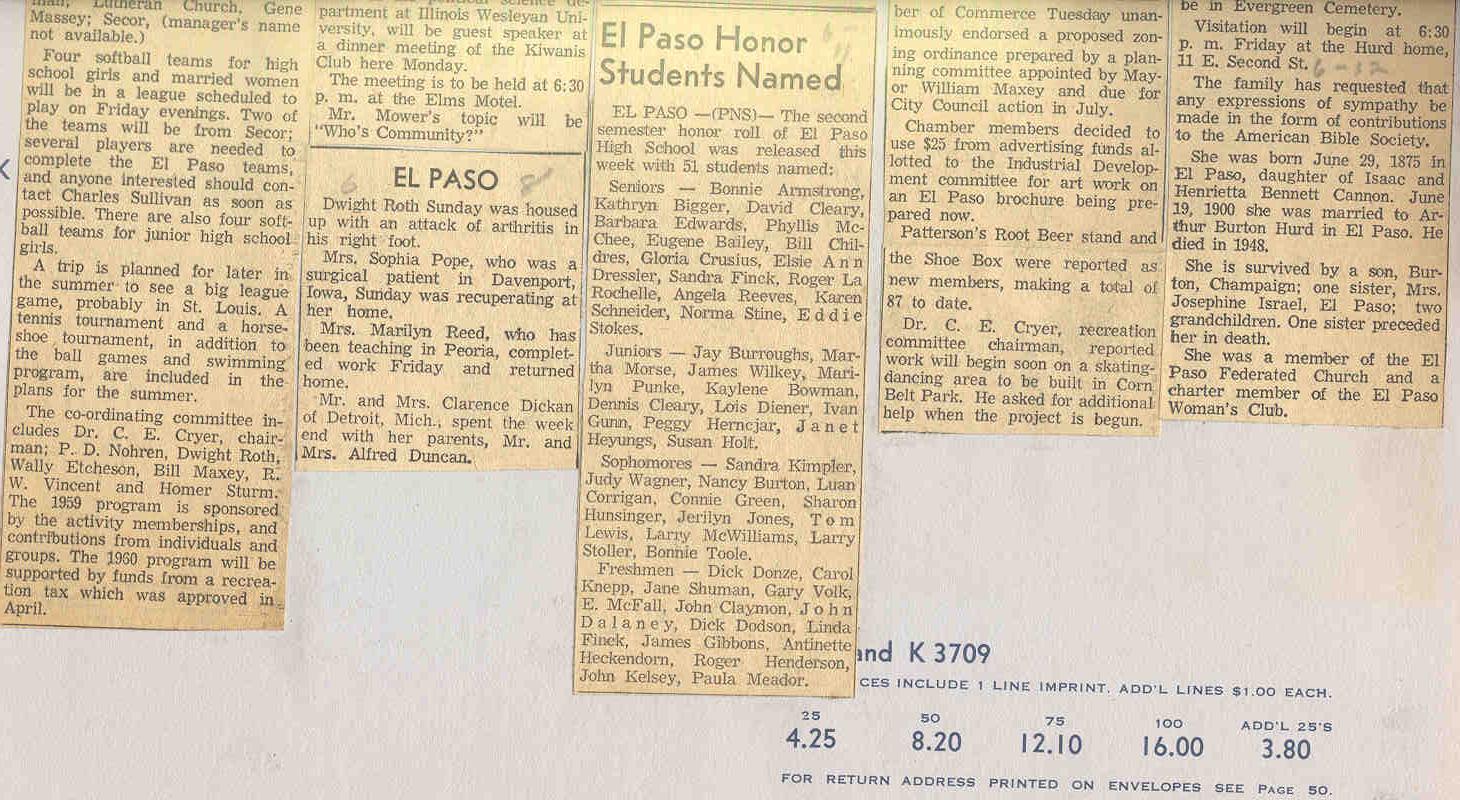 man; Lutheran Church, Gene
Massey; Secor, (manager's name
not available.)
Four softball teams for high
school girls and married women
will be in a league scheduled to
play on Friday evenings. Two of
the teams will be from Secor;
several players are needed to
complete the El Paso teams,
and anyone interested should con-
tact Charles Sullivan as soon as
possible. There are also four soft-
ball teams for junior high school
girls.
A trip is planned for later in
the summer to see a big league
game, probably in St. Louis. A
tennis tournament and a horse-
shoe tournament, in addition to
the ball games and swimming
program, are included in the
plans for the summer.
The co-ordinating committee in-
cludes Dr. C. E. Cryer, chair-
man; P. D. Nohren, Dwight Roth,
Wally Etcheson, Bill Maxey, R.
W. Vincent and Homer Sturm.
The 1959 program is sponsored
by the activity memberships, and
contributions from individuals and
groups. The 1960 program will be
supported by funds from a recrea-
tion tax which was approved in
April.
K
partment at Illinois Wesleyan Uni-
versity, will be guest speaker at
a dinner meeting of the Kiwanis
Club here Monday.
The meeting is to be held at 6:30
p. m. at the Elms Motel.
Mr. Mower's topic will be
"Who's Community?"
6 EL PASO 8
Dwight Roth Sunday was housed
up with an attack of arthritis in
his right foot.
Mrs. Sophia Pope, who was a
surgical patient in Davenport,
Iowa, Sunday was recuperating at
her home.
Mrs. Marilyn Reed, who has
been teaching in Peoria, complet-
ed work Friday and returned
home.
Mr. and Mrs. Clarence Dickan
of Detroit, Mich., spent the week
end with her parents, Mr. and
Mrs. Alfred Duncan.
El Paso Honor 6-
Students Named 11
EL PASO —(PNS)— The second
semester honor roll of El Paso
High School was released this
week with 51 students named:
Seniors — Bonnie Armstrong,
Kathryn Bigger, David Cleary,
Barbara Edwards, Phyllis Mc-
Chee, Eugene Bailey, Bill Chil-
dres, Gloria Crusius, Elsie Ann
Dressler, Sandra Finck, Roger La
Rochelle, Angela Reeves, Karen
Schneider, Norma Stine, Eddie
Stokes.
Juniors — Jay Burroughs, Mar-
tha Morse, James Wilkey, Mari-
lyn Punke, Kaylene Bowman,
Dennis Cleary, Lois Diener, Ivan
Gunn, Peggy Herncjar, Janet
Heyungs, Susan Holt.
Sophomores — Sandra Kimpler,
Judy Wagner, Nancy Burton, Luan
Corrigan, Connie Green, Sharon
Hunsinger, Jerilyn Jones, Tom
Lewis, Larry McWilliams, Larry
Stoller, Bonnie Toole.
Freshmen — Dick Donze, Carol
Knepp, Jane Shuman, Gary Volk,
E. McFall, John Claymon, John
Dalaney, Dick Dodson, Linda
Finck, James Gibbons, Antinette
Heckendorn, Roger Henderson,
John Kelsey, Paula Meador.
ber of Commerce Tuesday unan-
imously endorsed a proposed zon-
ing ordinance prepared by a plan-
ning committee appointed by May-
or William Maxey and due for
City Council action in July.
Chamber members decided to
use $25 from advertising funds al-
lotted to the Industrial Develop-
ment committee for art work on
an El Paso brochure being pre-
pared now.
Patterson's Root Beer stand and
the Shoe Box were reported as
new members, making a total of
87 to date.
Dr. C. E. Cryer, recreation
committee chairman, reported
work will begin soon on a skating-
dancing area to be built in Corn
Belt Park. He asked for additional
help when the project is begun.
be in Evergreen Cemetery.
Visitation will begin at 6:30
p. m. Friday at the Hurd home,
11 E. Second St.
The family has requested that
any expressions of sympathy be
made in the form of contributions
to the American Bible Society.
She was born June 29, 1875 in
El Paso, daughter of Isaac and
Henrietta Bennett Cannon. June
19, 1900 she was married to Ar-
thur Burton Hurd in El Paso. He
died in 1948.
She is survived by a son, Bur-
ton, Champaign; one sister, Mrs.
Josephine Israel, El Paso; two
grandchildren. One sister preceded
her in death.
She was a member of the El
Paso Federated Church and a
charter member of the El Paso
Woman's Club.
and K 3709
CES INCLUDE 1 LINE IMPRINT. ADD'L LINES $1.00 EACH.
25 50 75 100 ADD'L 25'S
4.25 8.20 12.10 16.00 3.80
FOR RETURN ADDRESS PRINTED ON ENVELOPES SEE PAGE 50.